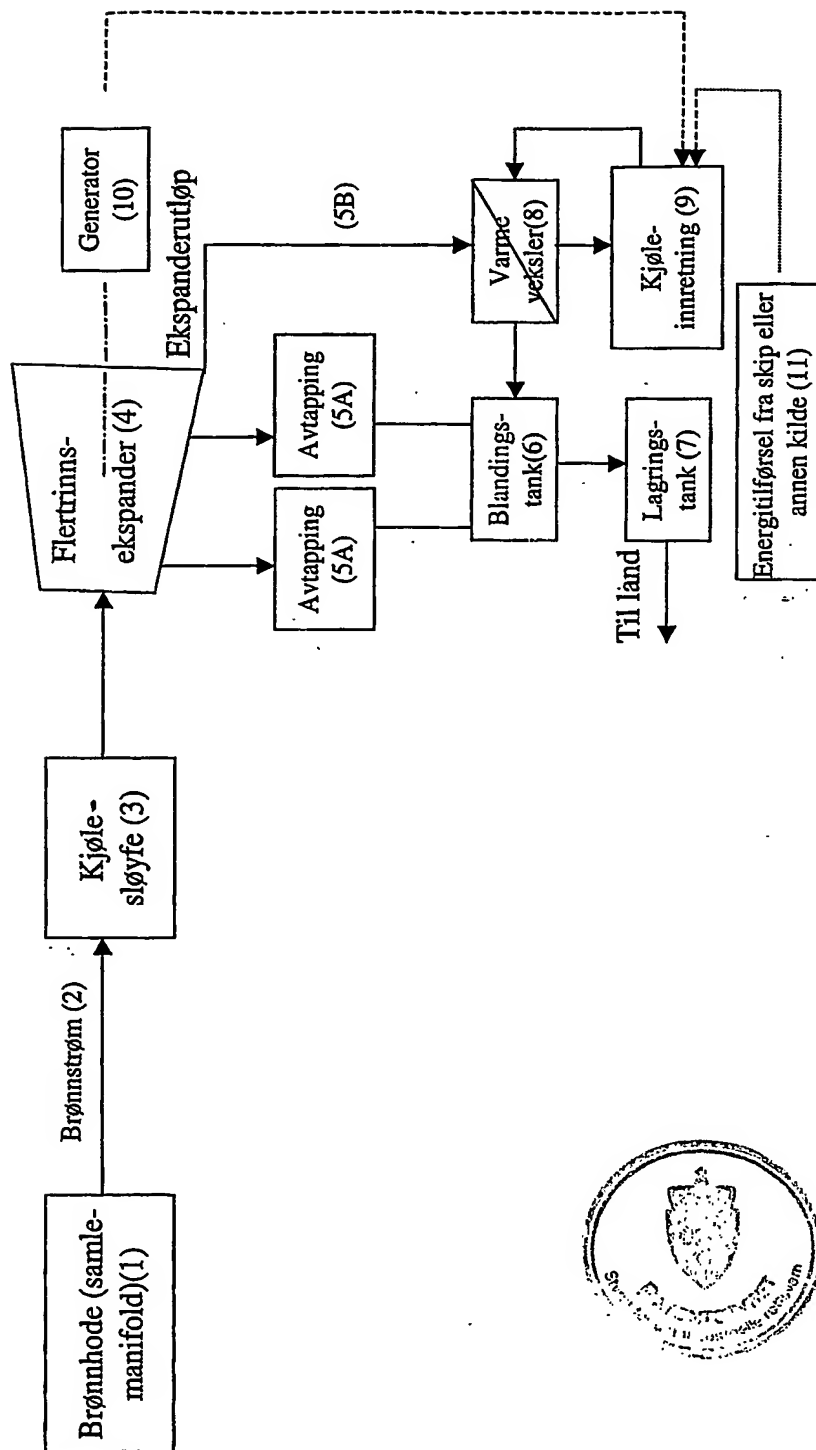 Brønnhode (samle-
manifold)(1)
Brønnstrøm (2)
Kjøle-
sløyfe (3)
Flertrinns-
ekspander (4)
Generator
(10)
Ekspanderutløp
(5B)
Avtapping
(5A)
Avtapping
(5A)
Varme
veksler(8)
Blandings-
tank(6)
Kjøle-
innretning (9)
Lagrings-
tank (7)
Til land
Energitilførsel fra skip eller
annen kilde (11)